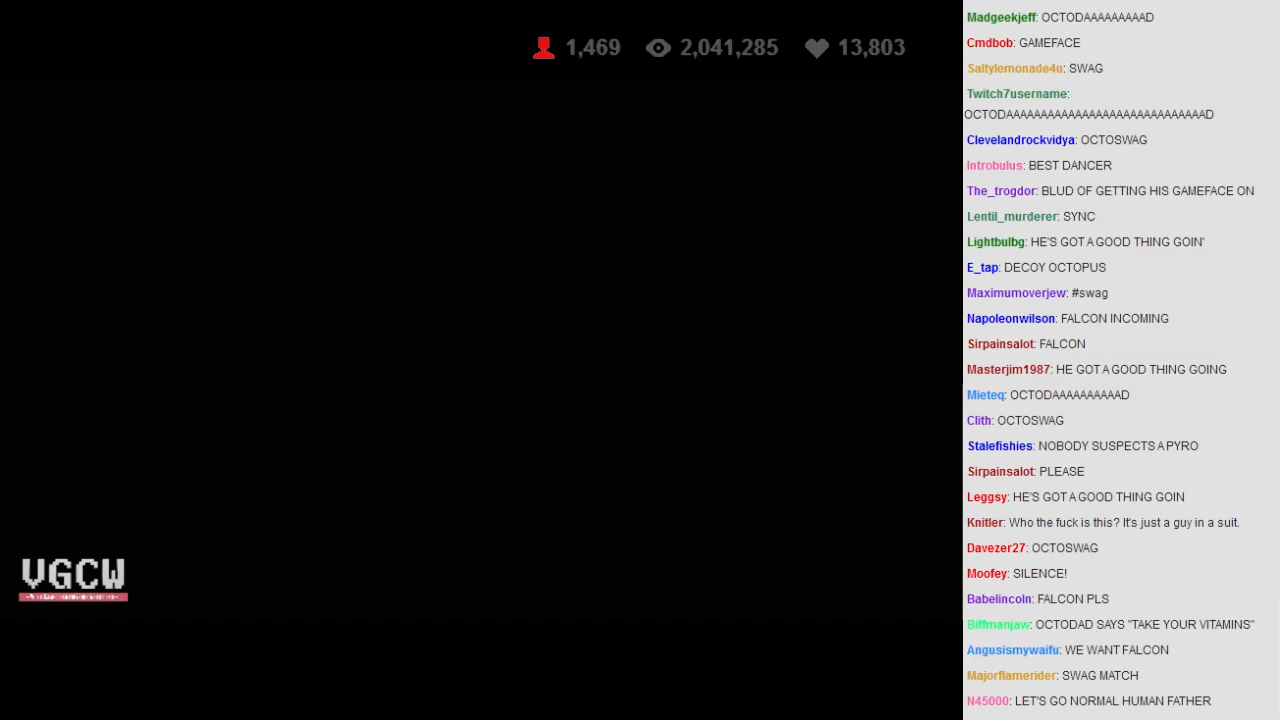 1,469 2,041,285 13,803
VGCW
Madgeekjeff: OCTODAAAAAAAAAD
Cmdbob: GAMEFACE
Saltylemonade4u: SWAG
Twitch7username:
OCTODAAAAAAAAAAAAAAAAAAAAAAAAAAAAAD
Clevelandrockvidya: OCTOSWAG
Introbulus: BEST DANCER
The_trogdor: BLUD OF GETTING HIS GAMEFACE ON
Lentil_murderer: SYNC
Lightbulbg: HE'S GOT A GOOD THING GOIN'
E_tap: DECOY OCTOPUS
Maximumoverjew: #swag
Napoleonwilson: FALCON INCOMING
Sirpainsalot: FALCON
Masterjim1987: HE GOT A GOOD THING GOING
Mieteq: OCTODAAAAAAAAAAD
Clith: OCTOSWAG
Stalefishies: NOBODY SUSPECTS A PYRO
Sirpainsalot: PLEASE
Leggsy: HE'S GOT A GOOD THING GOIN
Knitler: Who the fuck is this? It's just a guy in a suit.
Davezer27: OCTOSWAG
Moofey: SILENCE!
Babelincoln: FALCON PLS
Biffmanjaw: OCTODAD SAYS "TAKE YOUR VITAMINS"
Angusismywaifu: WE WANT FALCON
Majorflamerider: SWAG MATCH
N45000: LET'S GO NORMAL HUMAN FATHER